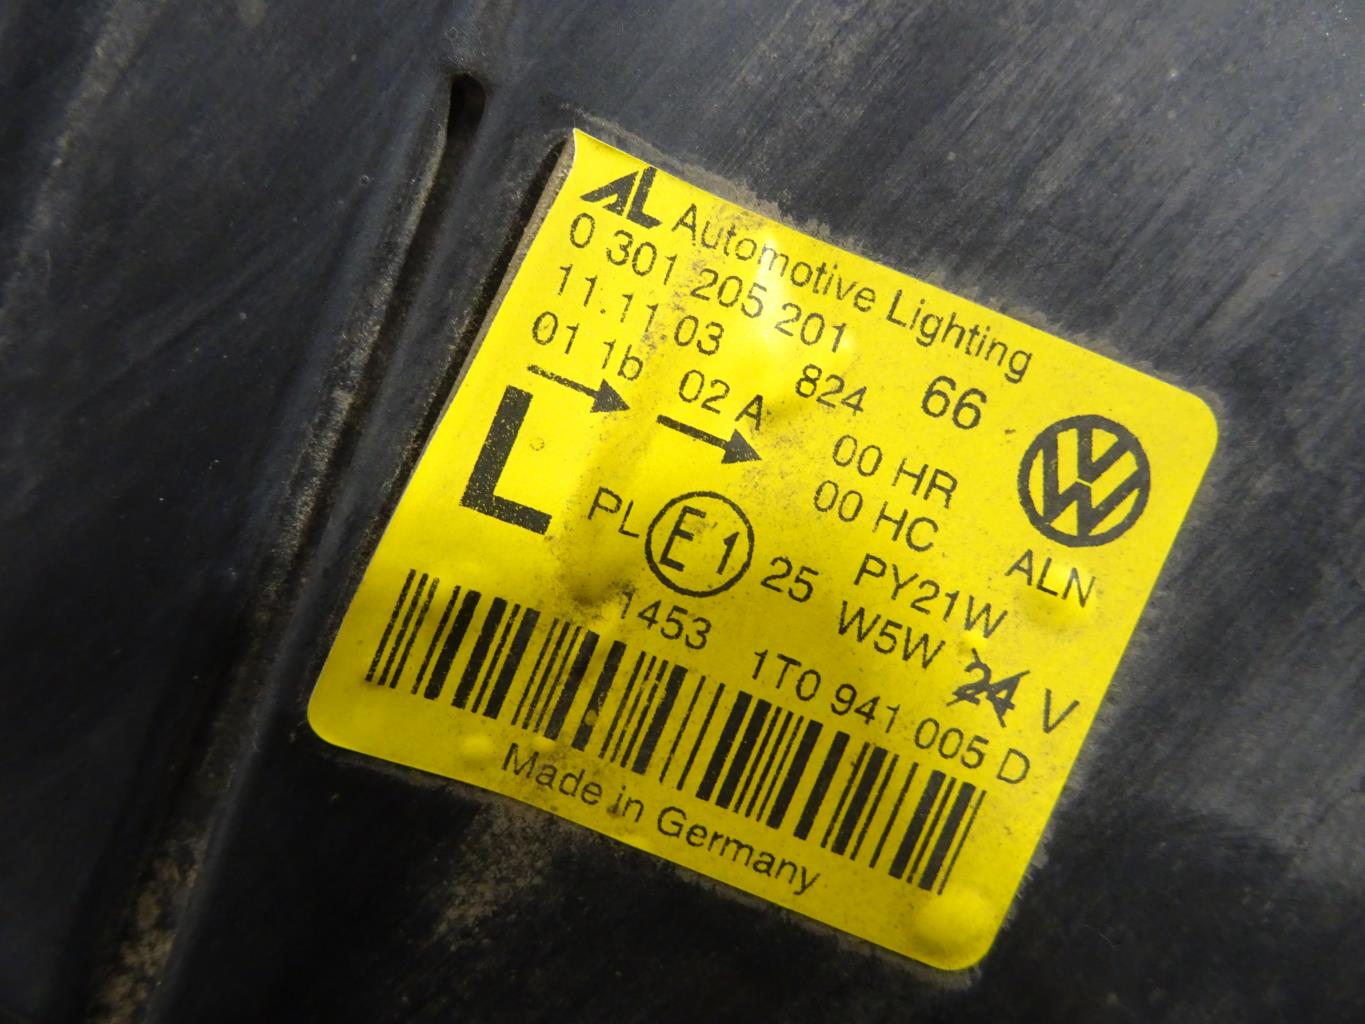 AL Automotive Lighting
0 301 205 201
11.11 03 824 66
01 1b 02 A 00 HR
00 HC
L PL E1 25 PY21W ALN
1453 W5W 24 V
1T0 941 005 D
Made in Germany